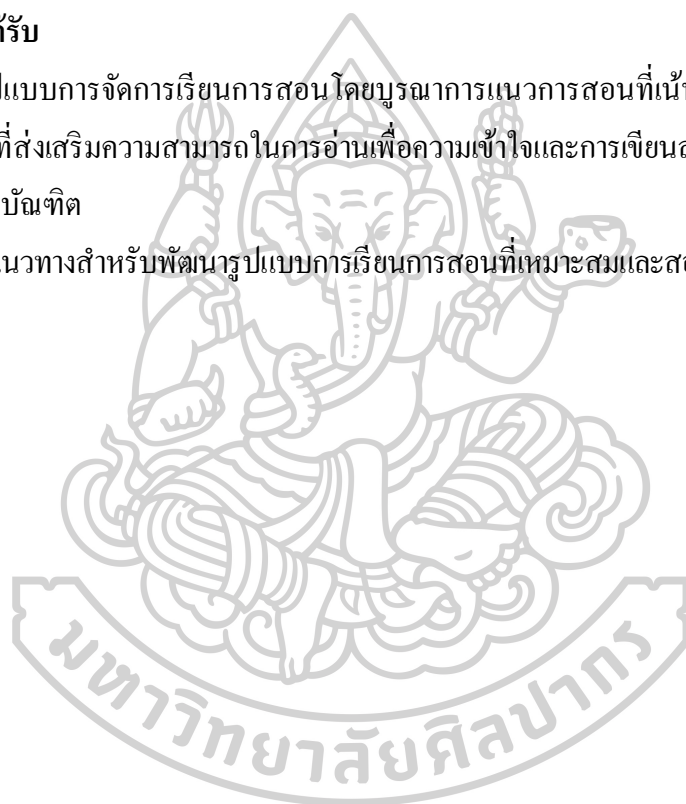 ด้รับ
ปแบบการจัดการเรียนการสอนโดยบูรณาการแนวการสอนที่เน้น
ที่ส่งเสริมความสามารถในการอ่านเพื่อความเข้าใจและการเขียน
บัณฑิต
นวทางสำหรับพัฒนารูปแบบการเรียนการสอนที่เหมาะสมและ
มหาวิทยาลัยศิลปากร